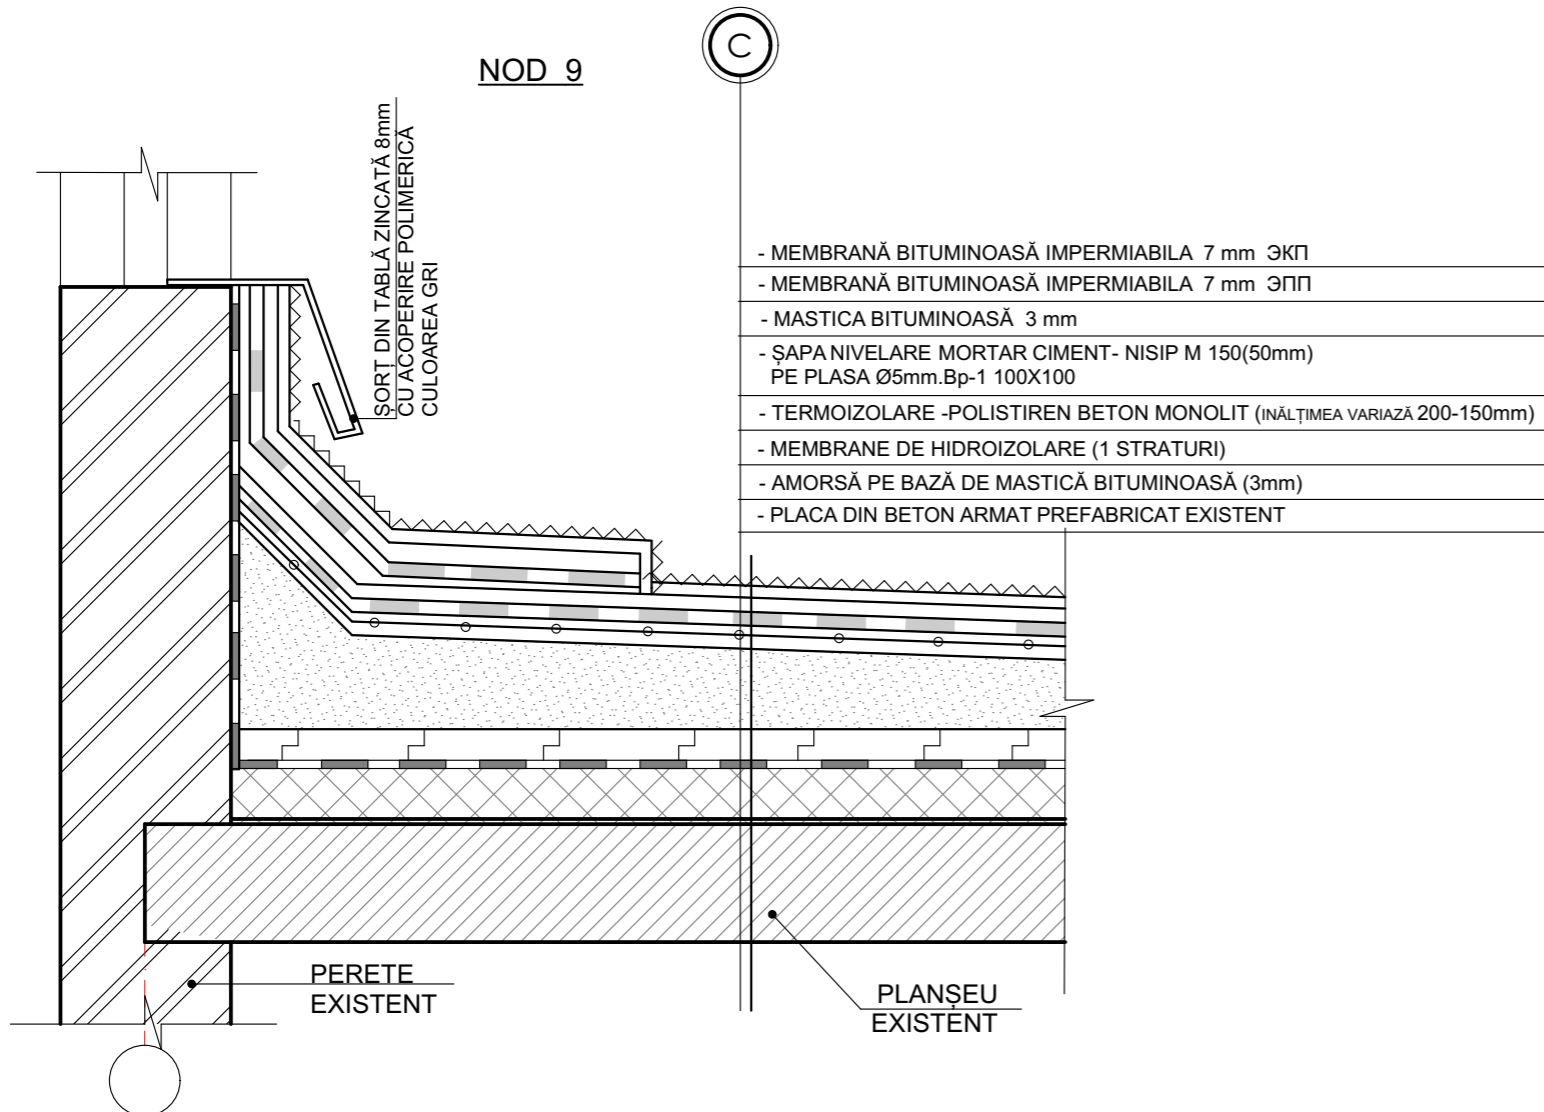 C
NOD 9
ȘORȚ DIN TABLĂ ZINCATĂ 8mm
CU ACOPERIRE POLIMERICĂ
CULOAREA GRI
- MEMBRANĂ BITUMINOASĂ IMPERMIABILA 7 mm ЭКП
- MEMBRANĂ BITUMINOASĂ IMPERMIABILA 7 mm ЭПП
- MASTICA BITUMINOASĂ 3 mm
- ȘAPA NIVELARE MORTAR CIMENT- NISIP M 150(50mm)
PE PLASA Ø5mm.Bp-1 100X100
- TERMOIZOLARE -POLISTIREN BETON MONOLIT (INĂLȚIMEA VARIAZĂ 200-150mm)
- MEMBRANE DE HIDROIZOLARE (1 STRATURI)
- AMORSĂ PE BAZĂ DE MASTICĂ BITUMINOASĂ (3mm)
- PLACA DIN BETON ARMAT PREFABRICAT EXISTENT
PERETE
EXISTENT
PLANȘEU
EXISTENT